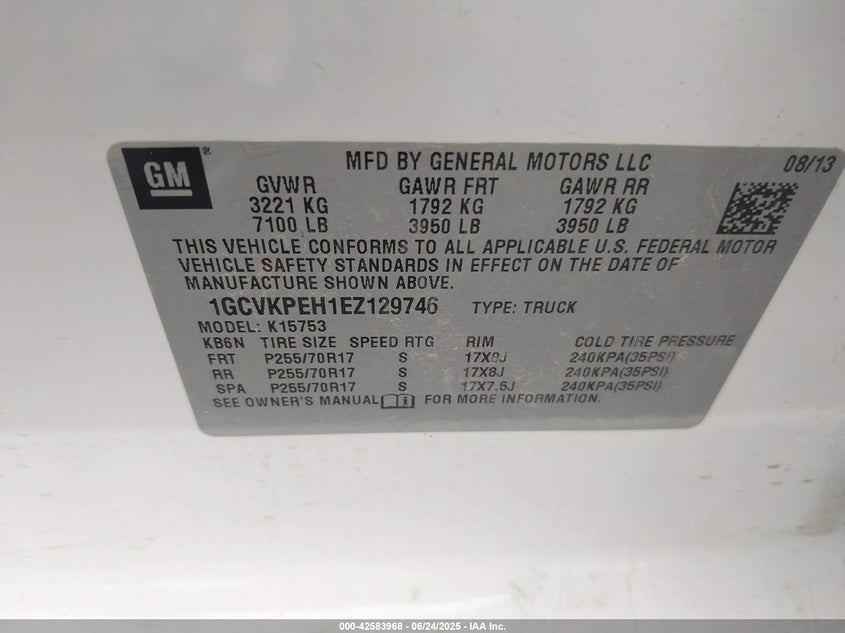 GM®
MFD BY GENERAL MOTORS LLC 08/13
GVWR GAWR FRT GAWR RR
3221 KG 1792 KG 1792 KG
7100 LB 3950 LB 3950 LB
THIS VEHICLE CONFORMS TO ALL APPLICABLE U.S. FEDERAL MOTOR
VEHICLE SAFETY STANDARDS IN EFFECT ON THE DATE OF
MANUFACTURE SHOWN ABOVE.
1GCVKPEH1EZ129746 TYPE: TRUCK
MODEL: K15753
KB6N TIRE SIZE SPEED RTG RIM COLD TIRE PRESSURE
FRT P255/70R17 S 17X8J 240KPA(35PSI)
RR P255/70R17 S 17X8J 240KPA(35PSI)
SPA P255/70R17 S 17X7.5J 240KPA(35PSI)
SEE OWNER'S MANUAL FOR MORE INFORMATION.
000-42583968 - 06/24/2025 - IAA Inc.